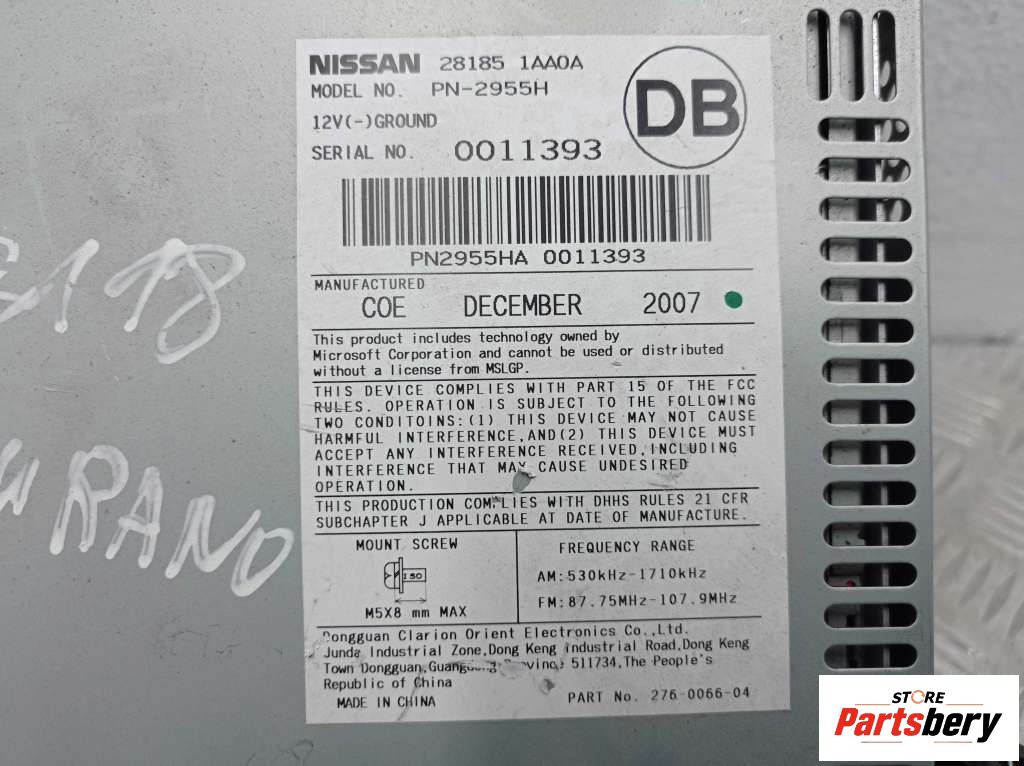 NISSAN 28185 1AA0A
MODEL NO. PN-2955H
DB
12V(-)GROUND
SERIAL NO. 0011393
PN2955HA 0011393
MANUFACTURED
COE DECEMBER 2007
This product includes technology owned by
Microsoft Corporation and cannot be used or distributed
without a license from MSLGP.
THIS DEVICE COMPLIES WITH PART 15 OF THE FCC
RULES. OPERATION IS SUBJECT TO THE FOLLOWING
TWO CONDITOINS:(1) THIS DEVICE MAY NOT CAUSE
HARMFUL INTERFERENCE,AND(2) THIS DEVICE MUST
ACCEPT ANY INTERFERENCE RECEIVED,INCLUDING
INTERFERENCE THAT MAY CAUSE UNDESIRED
OPERATION.
THIS PRODUCTION COMPLIES WITH DHHS RULES 21 CFR
SUBCHAPTER J APPLICABLE AT DATE OF MANUFACTURE.
MOUNT SCREW
ISO
M5X8 mm MAX
FREQUENCY RANGE
AM:530kHz-1710kHz
FM:87.75MHz-107.9MHz
Dongguan Clarion Orient Electronics Co.,Ltd.
Junda Industrial Zone,Dong Keng Industrial Road,Dong Keng
Town Dongguan,Guangdong Province 511734,The People's
Republic of China
MADE IN CHINA
PART No. 276-0066-04
118
URANO
STORE
Partsbery